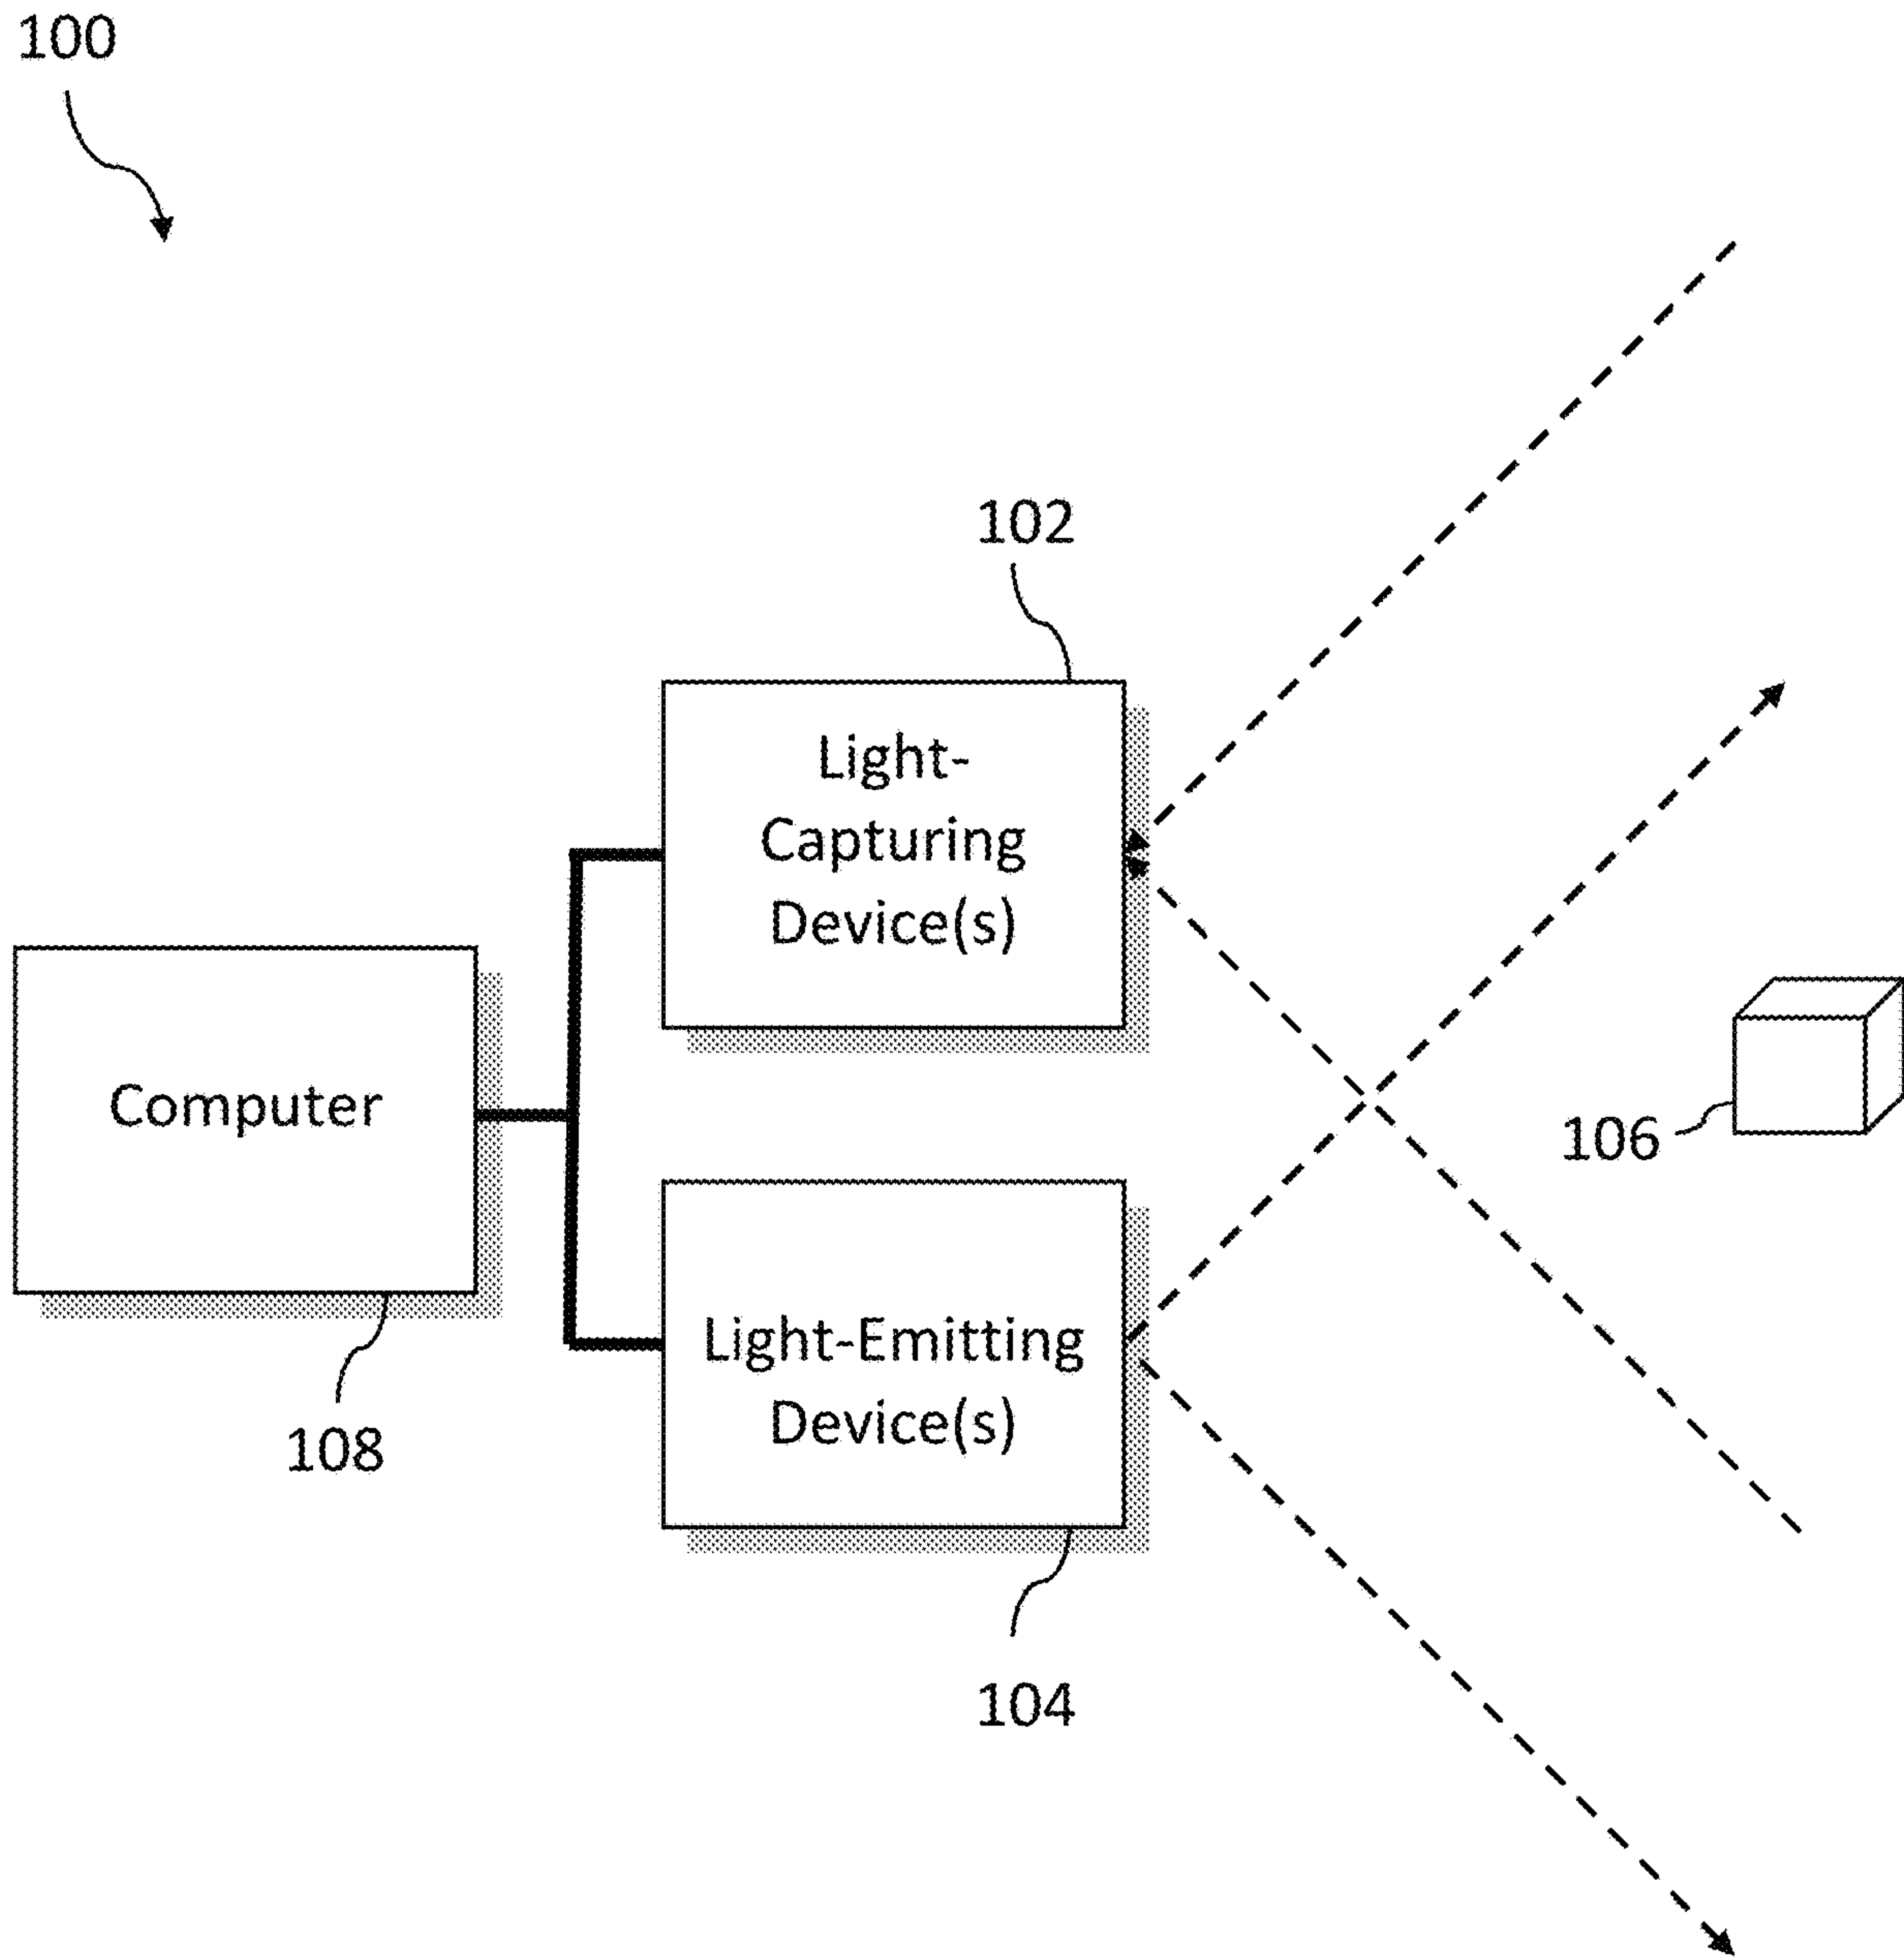 100
102
Light-
Capturing
Device(s)
Computer
106
Light-Emitting
Device(s)
108
104